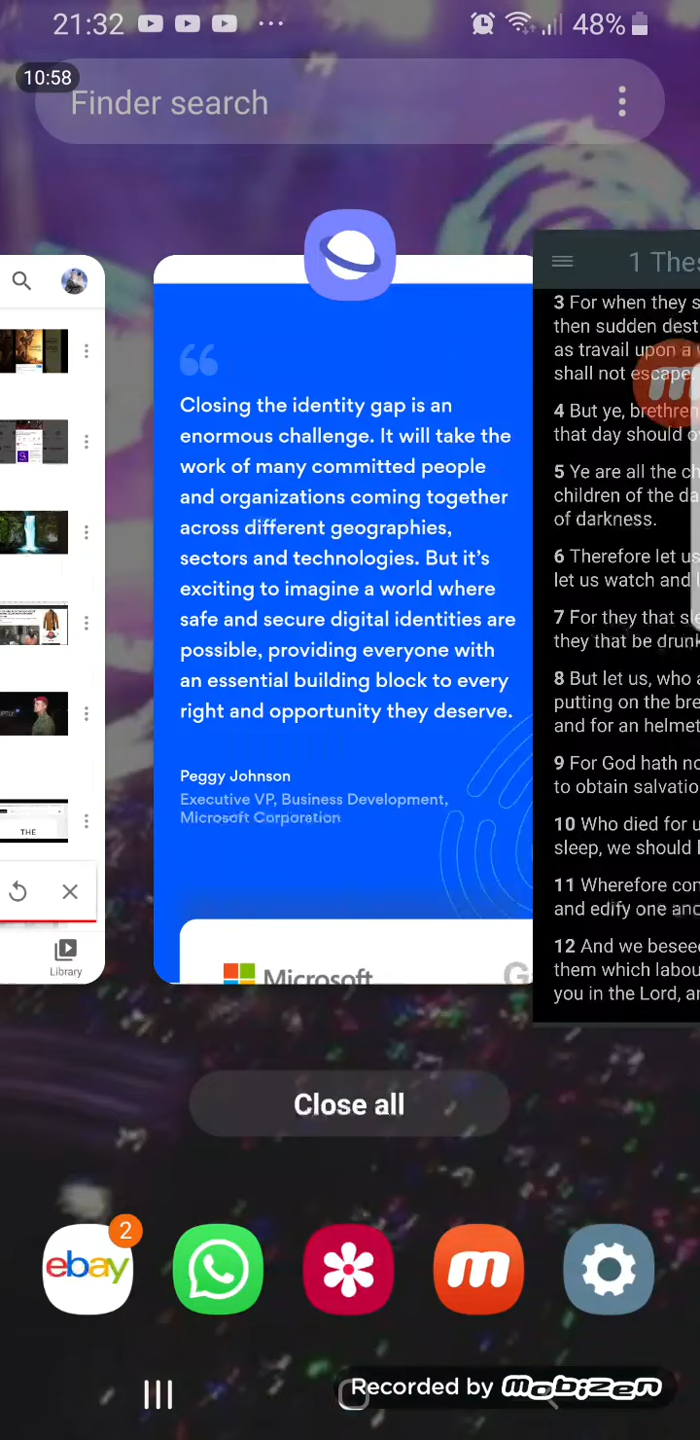 21:32
48%
10:58
Finder search
1 Thes
Closing the identity gap is an
enormous challenge. It will take the
work of many committed people
and organizations coming together
across different geographies,
sectors and technologies. But it's
exciting to imagine a world where
safe and secure digital identities are
possible, providing everyone with
an essential building block to every
right and opportunity they deserve.
Peggy Johnson
Executive VP, Business Development,
Microsoft Corporation
Microsoft
G
THE
Library
3 For when they s
then sudden dest
as travail upon a
shall not escape
4 But ye, brethren
that day should o
5 Ye are all the ch
children of the da
of darkness.
6 Therefore let us
let us watch and
7 For they that sle
they that be drunk
8 But let us, who a
putting on the bre
and for an helmet
9 For God hath no
to obtain salvatio
10 Who died for u
sleep, we should
11 Wherefore com
and edify one ano
12 And we beseec
them which labou
you in the Lord, an
Close all
2
ebay
Recorded by mobizen